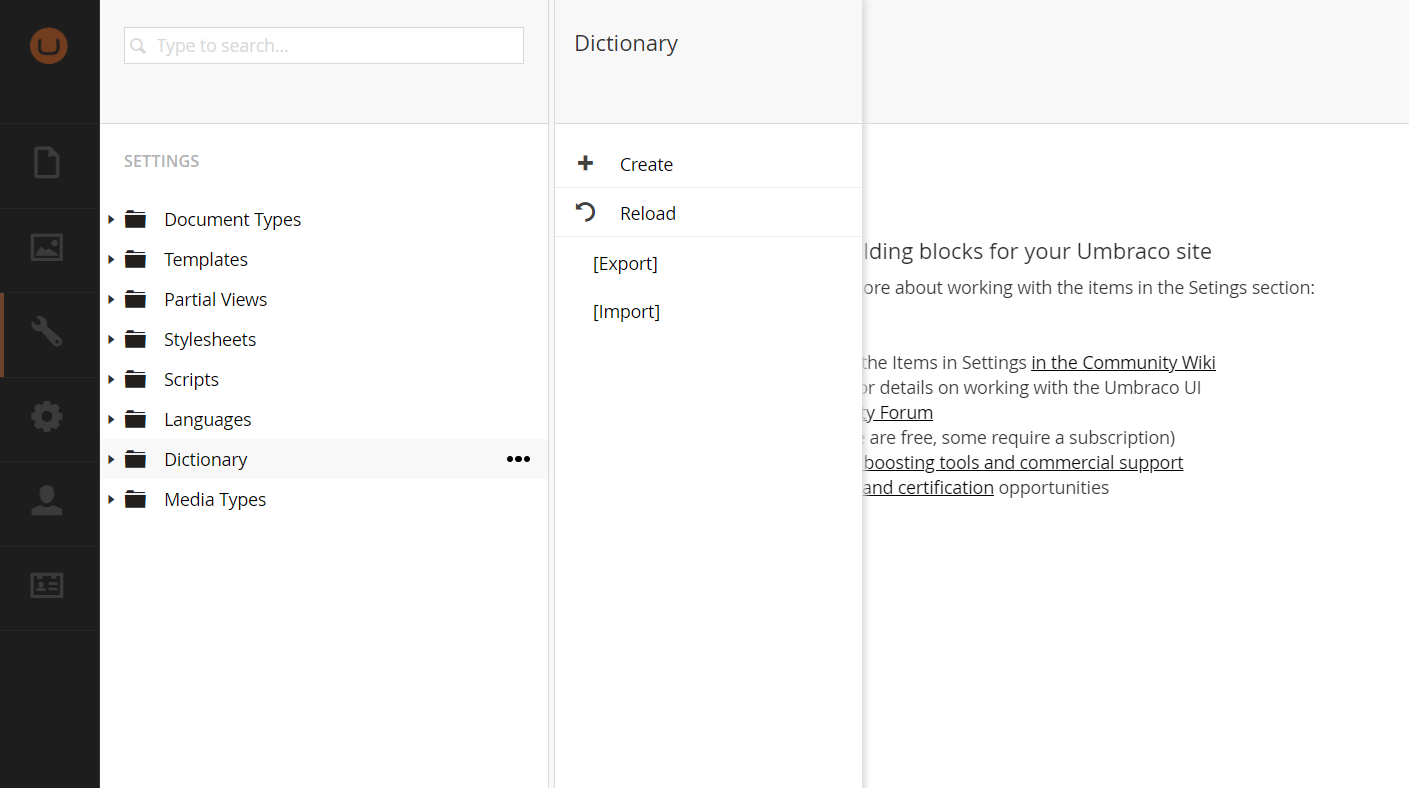 Type to search...
SETTINGS
Document Types
Templates
Partial Views
Stylesheets
Scripts
Languages
Dictionary
Media Types
Dictionary
Create
Reload
[Export]
[Import]
lding blocks for your Umbraco site
ore about working with the items in the Setings section:
the Items in Settings in the Community Wiki
or details on working with the Umbraco UI
ty Forum
are free, some require a subscription)
boosting tools and commercial support
and certification opportunities